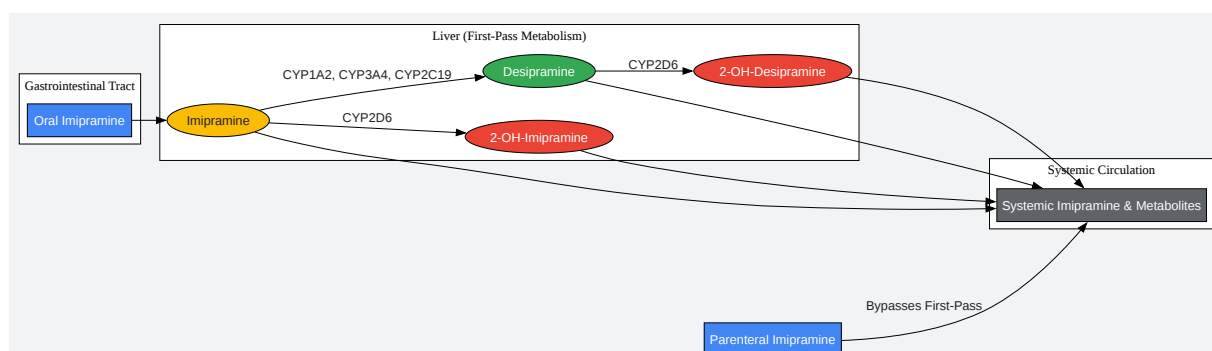 Liver (First-Pass Metabolism)
Gastrointestinal Tract
Oral Imipramine
Imipramine
CYP1A2, CYP3A4, CYP2C19
Desipramine
CYP2D6
2-OH-Desipramine
CYP2D6
2-OH-Imipramine
Systemic Circulation
Systemic Imipramine & Metabolites
Bypasses First-Pass
Parenteral Imipramine